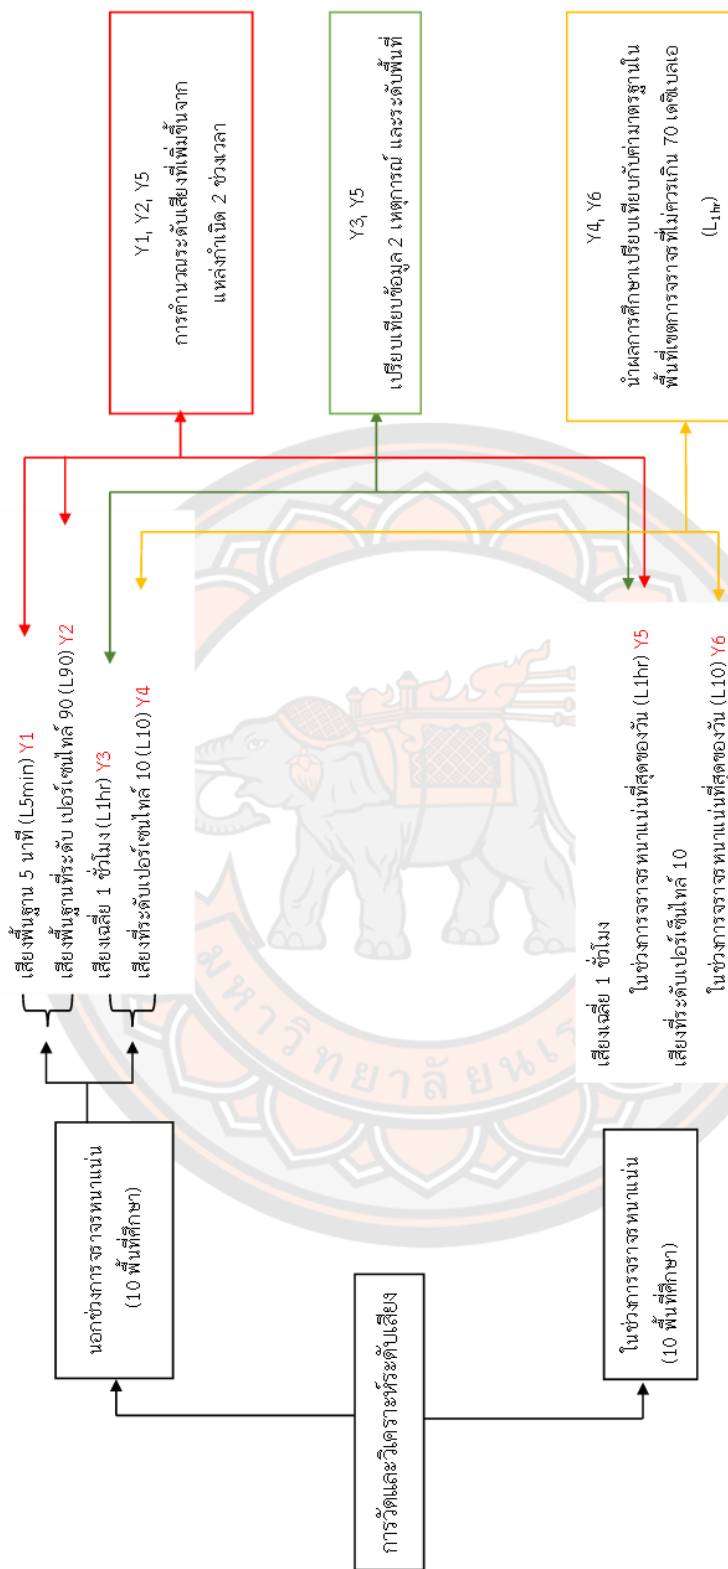 การวัดและวิเคราะห์ระดับเสียง
นอกช่วงการจราจรหนาแน่น
(10 พื้นที่ศึกษา)
เสียงพื้นฐาน 5 นาที (L5min) Y1
เสียงพื้นฐานที่ระดับ เปอร์เซนไทล์ 90 (L90) Y2
เสียงเฉลี่ย 1 ชั่วโมง (L1hr) Y3
เสียงที่ระดับเปอร์เซนไทล์ 10 (L10) Y4
ในช่วงการจราจรหนาแน่น
(10 พื้นที่ศึกษา)
เสียงเฉลี่ย 1 ชั่วโมง
ในช่วงการจราจรหนาแน่นที่สุดของวัน (L1hr) Y5
เสียงที่ระดับเปอร์เซ็นไทล์ 10
ในช่วงการจราจรหนาแน่นที่สุดของวัน (L10) Y6
Y1, Y2, Y5
การคำนวณระดับเสียงที่เพิ่มขึ้นจาก
แหล่งกำเนิด 2 ช่วงเวลา
Y3, Y5
เปรียบเทียบข้อมูล 2 เหตุการณ์ และระดับพื้นที่
Y4, Y6
นำผลการศึกษาเปรียบเทียบกับค่ามาตรฐานใน
พื้นที่เขตการจราจรที่ไม่ควรเกิน 70 เดซิเบลเอ
(L1hr)
มหาวิทยาลัยนเร